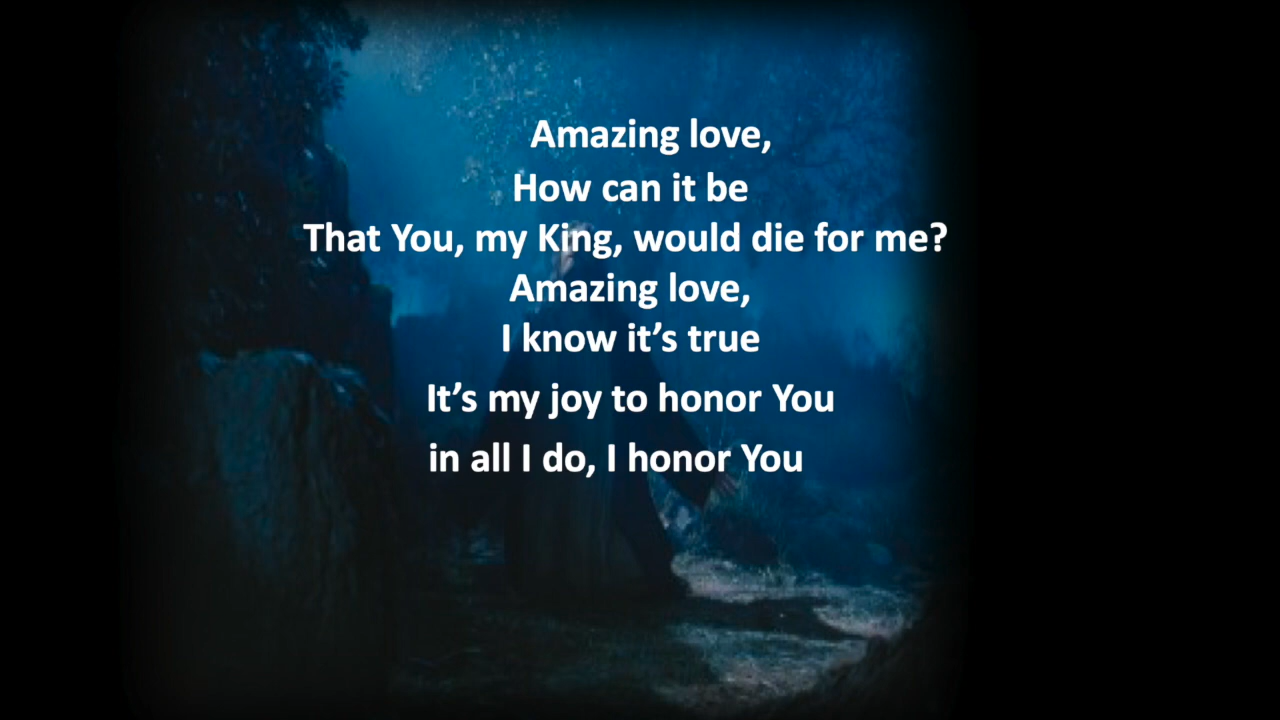 Amazing love,
How can it be
That You, my King, would die for me?
Amazing love,
I know it’s true
It’s my joy to honor You
in all I do, I honor You